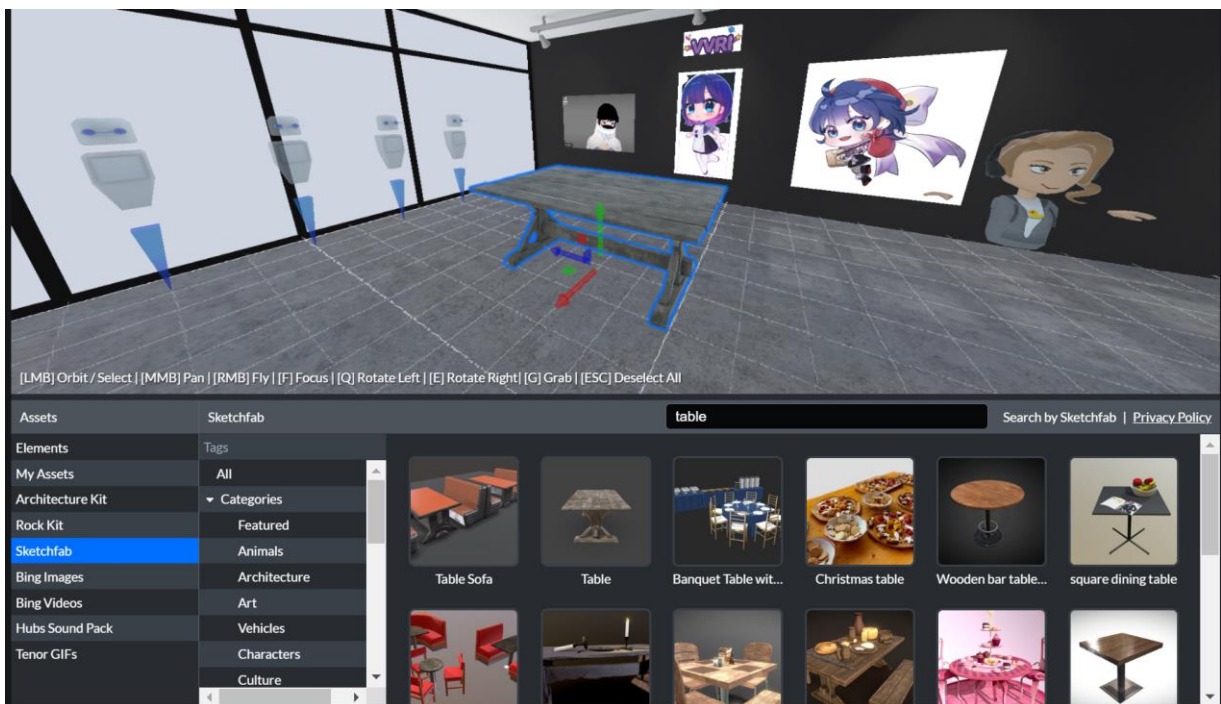 VVRI
[LMB] Orbit / Select | [MMB] Pan | [RMB] Fly | [F] Focus | [Q] Rotate Left | [E] Rotate Right| [G] Grab | [ESC] Deselect All
Assets
Sketchfab
table
Search by Sketchfab | Privacy Policy
Elements
My Assets
Architecture Kit
Rock Kit
Sketchfab
Bing Images
Bing Videos
Hubs Sound Pack
Tenor GIFs
Tags
All
Categories
Featured
Animals
Architecture
Art
Vehicles
Characters
Culture
Table Sofa
Table
Banquet Table wit...
Christmas table
Wooden bar table...
square dining table